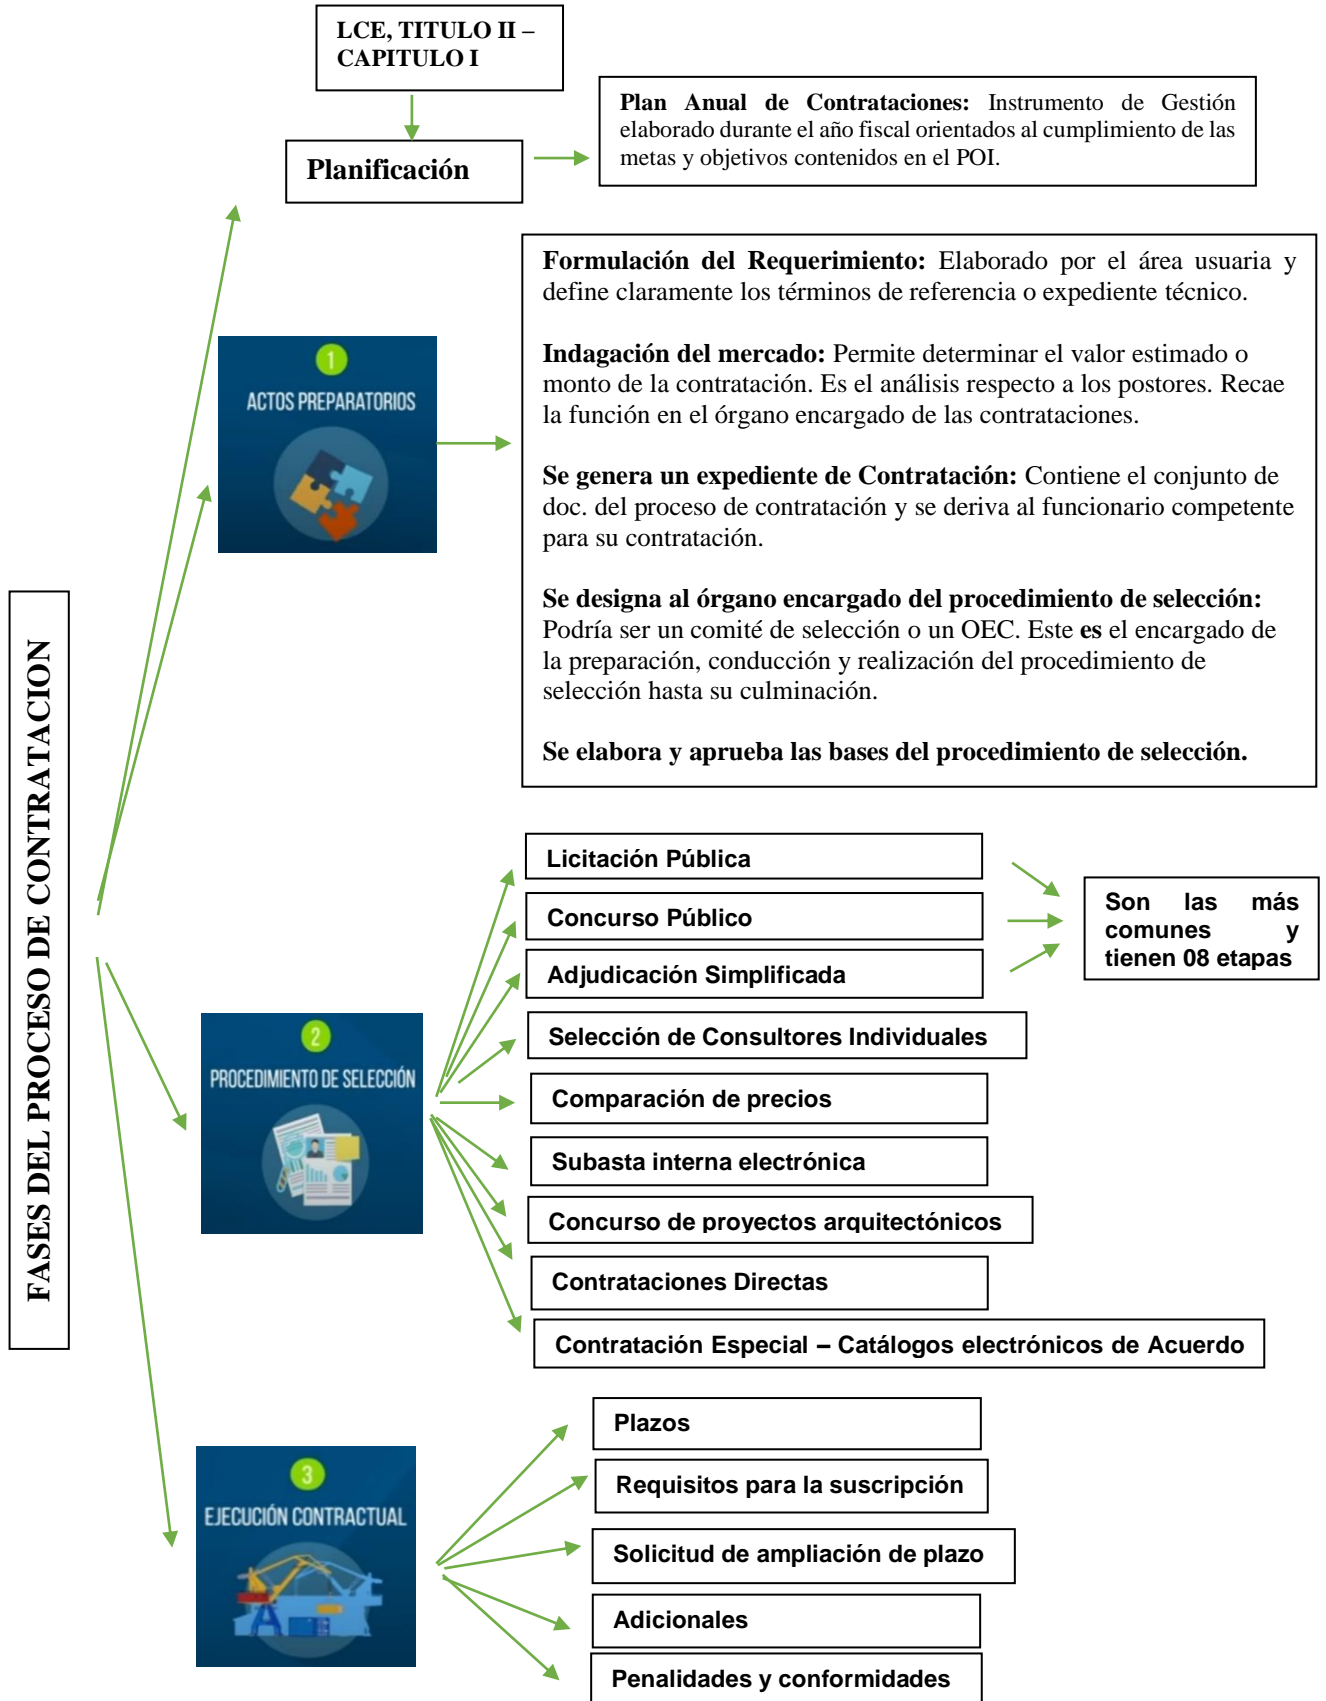 LCE, TITULO II –
CAPITULO I
Planificación
Plan Anual de Contrataciones: Instrumento de Gestión
elaborado durante el año fiscal orientados al cumplimiento de las
metas y objetivos contenidos en el POI.
FASES DEL PROCESO DE CONTRATACION
1
ACTOS PREPARATORIOS
Formulación del Requerimiento: Elaborado por el área usuaria y
define claramente los términos de referencia o expediente técnico.
Indagación del mercado: Permite determinar el valor estimado o
monto de la contratación. Es el análisis respecto a los postores. Recae
la función en el órgano encargado de las contrataciones.
Se genera un expediente de Contratación: Contiene el conjunto de
doc. del proceso de contratación y se deriva al funcionario competente
para su contratación.
Se designa al órgano encargado del procedimiento de selección:
Podría ser un comité de selección o un OEC. Este es el encargado de
la preparación, conducción y realización del procedimiento de
selección hasta su culminación.
Se elabora y aprueba las bases del procedimiento de selección.
2
PROCEDIMIENTO DE SELECCIÓN
Licitación Pública
Concurso Público
Adjudicación Simplificada
Son las más
comunes y
tienen 08 etapas
Selección de Consultores Individuales
Comparación de precios
Subasta interna electrónica
Concurso de proyectos arquitectónicos
Contrataciones Directas
Contratación Especial – Catálogos electrónicos de Acuerdo
3
EJECUCIÓN CONTRACTUAL
Plazos
Requisitos para la suscripción
Solicitud de ampliación de plazo
Adicionales
Penalidades y conformidades